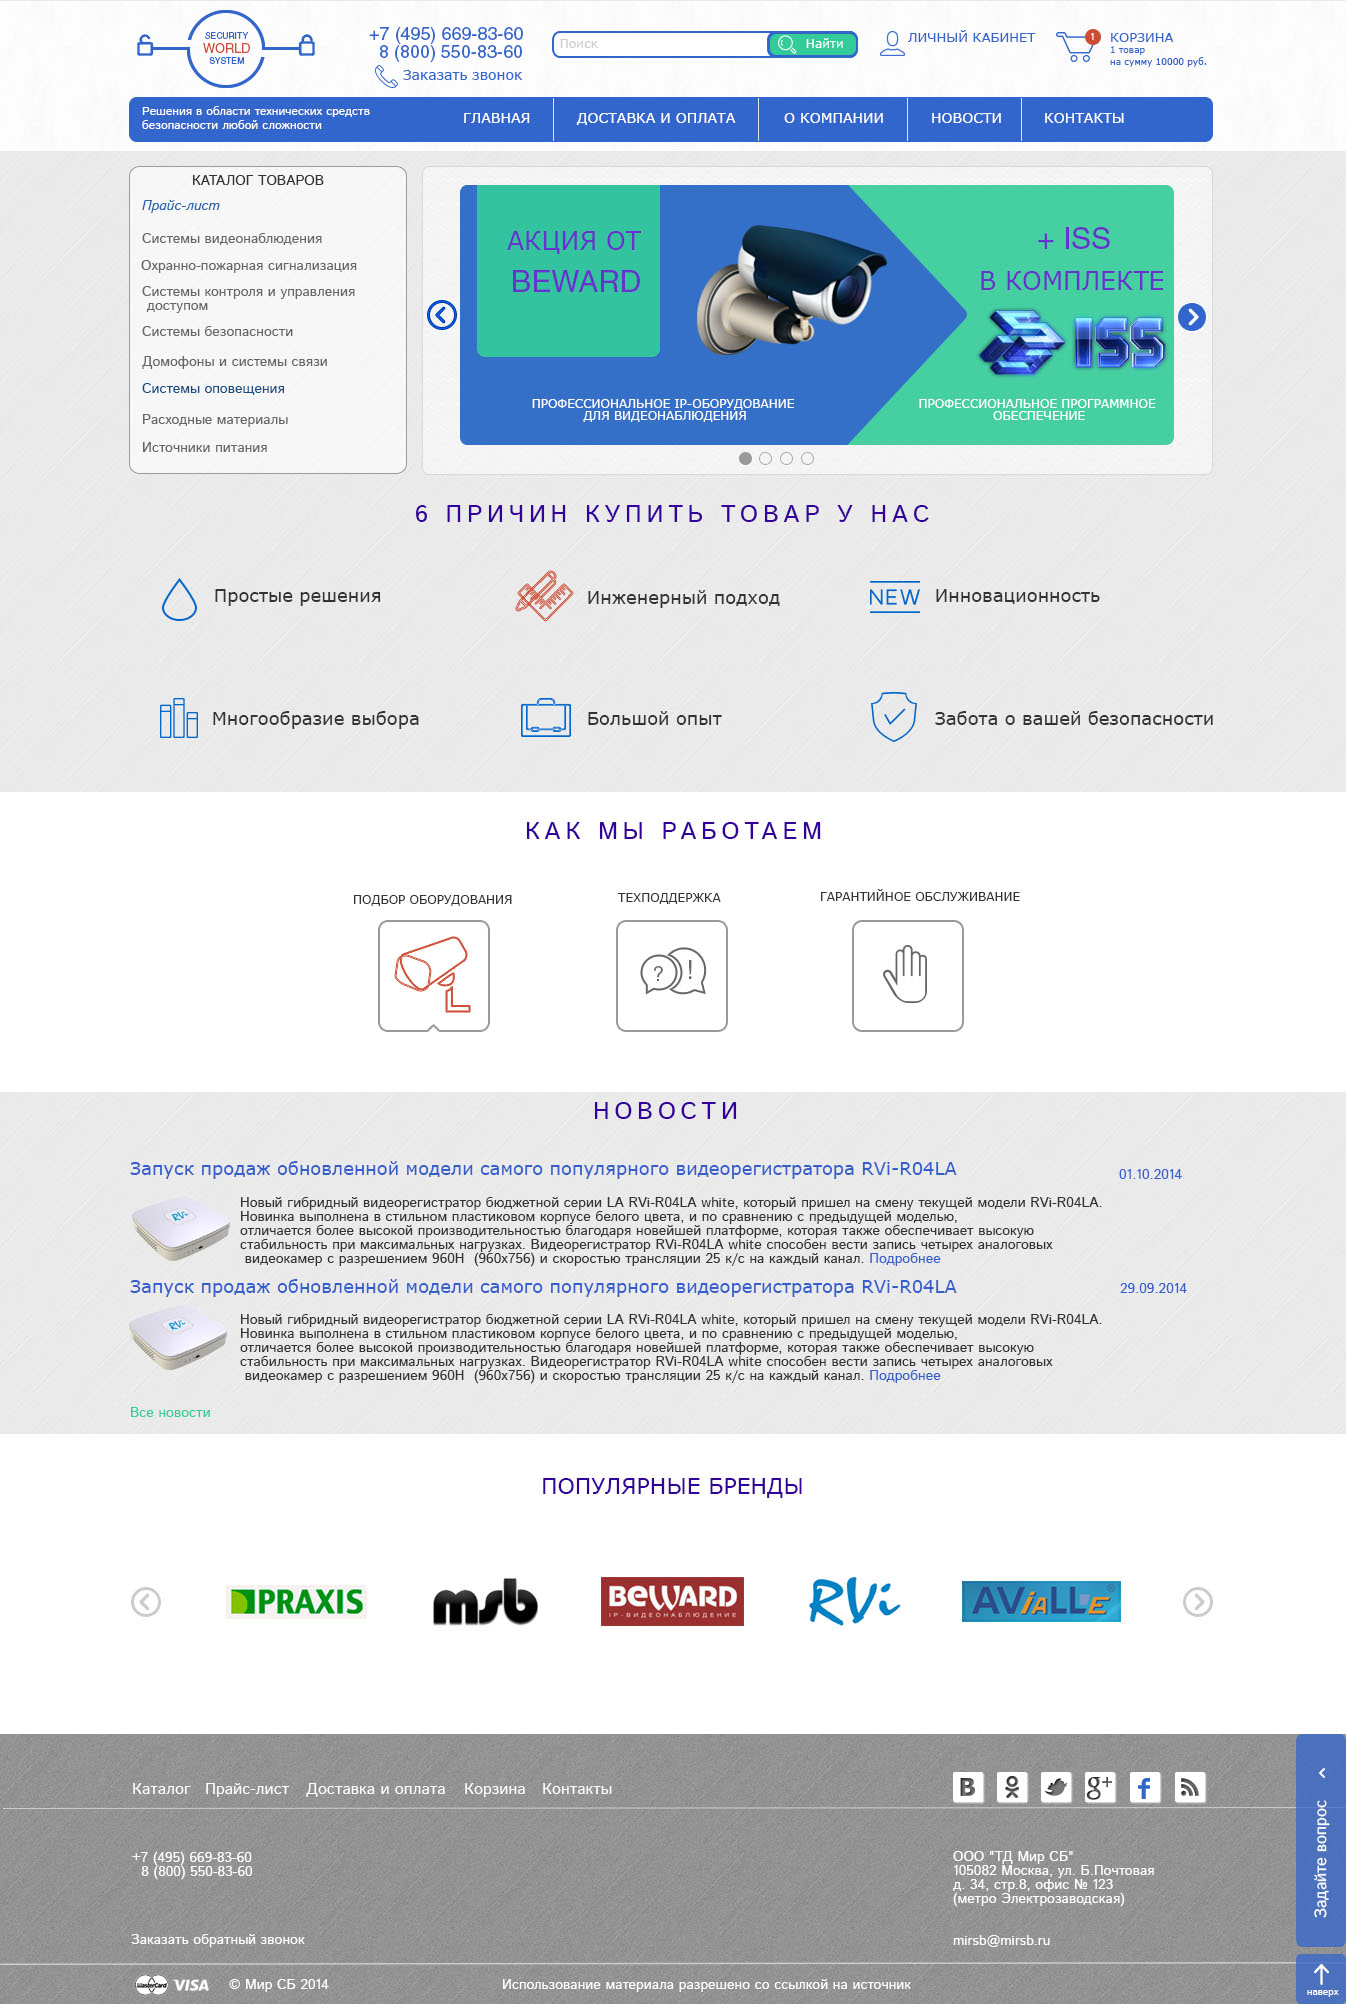 SECURITY
WORLD
SYSTEM
+7 (495) 669-83-60
8 (800) 550-83-60
Заказать звонок
Поиск
Найти
ЛИЧНЫЙ КАБИНЕТ
1
КОРЗИНА
1 товар
на сумму 10000 руб.
Решения в области технических средств
безопасности любой сложности
ГЛАВНАЯ
ДОСТАВКА И ОПЛАТА
О КОМПАНИИ
НОВОСТИ
КОНТАКТЫ
КАТАЛОГ ТОВАРОВ
Прайс-лист
Системы видеонаблюдения
Охранно-пожарная сигнализация
Системы контроля и управления
доступом
Системы безопасности
Домофоны и системы связи
Системы оповещения
Расходные материалы
Источники питания
АКЦИЯ ОТ
BEWARD
+ ISS
В КОМПЛЕКТЕ
ISS
ПРОФЕССИОНАЛЬНОЕ IP-ОБОРУДОВАНИЕ
ДЛЯ ВИДЕОНАБЛЮДЕНИЯ
ПРОФЕССИОНАЛЬНОЕ ПРОГРАММНОЕ
ОБЕСПЕЧЕНИЕ
6 ПРИЧИН КУПИТЬ ТОВАР У НАС
Простые решения
Инженерный подход
NEW
Инновационность
Многообразие выбора
Большой опыт
Забота о вашей безопасности
КАК МЫ РАБОТАЕМ
ПОДБОР ОБОРУДОВАНИЯ
ТЕХПОДДЕРЖКА
ГАРАНТИЙНОЕ ОБСЛУЖИВАНИЕ
? !
НОВОСТИ
Запуск продаж обновленной модели самого популярного видеорегистратора RVi-R04LA
01.10.2014
RVi
Новый гибридный видеорегистратор бюджетной серии LA RVi-R04LA white, который пришел на смену текущей модели RVi-R04LA.
Новинка выполнена в стильном пластиковом корпусе белого цвета, и по сравнению с предыдущей моделью,
отличается более высокой производительностью благодаря новейшей платформе, которая также обеспечивает высокую
стабильность при максимальных нагрузках. Видеорегистратор RVi-R04LA white способен вести запись четырех аналоговых
видеокамер с разрешением 960H (960x756) и скоростью трансляции 25 к/с на каждый канал. Подробнее
Запуск продаж обновленной модели самого популярного видеорегистратора RVi-R04LA
29.09.2014
RVi
Новый гибридный видеорегистратор бюджетной серии LA RVi-R04LA white, который пришел на смену текущей модели RVi-R04LA.
Новинка выполнена в стильном пластиковом корпусе белого цвета, и по сравнению с предыдущей моделью,
отличается более высокой производительностью благодаря новейшей платформе, которая также обеспечивает высокую
стабильность при максимальных нагрузках. Видеорегистратор RVi-R04LA white способен вести запись четырех аналоговых
видеокамер с разрешением 960H (960x756) и скоростью трансляции 25 к/с на каждый канал. Подробнее
Все новости
ПОПУЛЯРНЫЕ БРЕНДЫ
PRAXIS
msb
BEWARD
IP-ВИДЕОНАБЛЮДЕНИЕ
RVi
AViALLE ®
Каталог
Прайс-лист
Доставка и оплата
Корзина
Контакты
В
g+
f
Задайте вопрос
+7 (495) 669-83-60
8 (800) 550-83-60
ООО "ТД Мир СБ"
105082 Москва, ул. Б.Почтовая
д. 34, стр.8, офис № 123
(метро Электрозаводская)
Заказать обратный звонок
mirsb@mirsb.ru
MasterCard
VISA
© Мир СБ 2014
Использование материала разрешено со ссылкой на источник
наверх